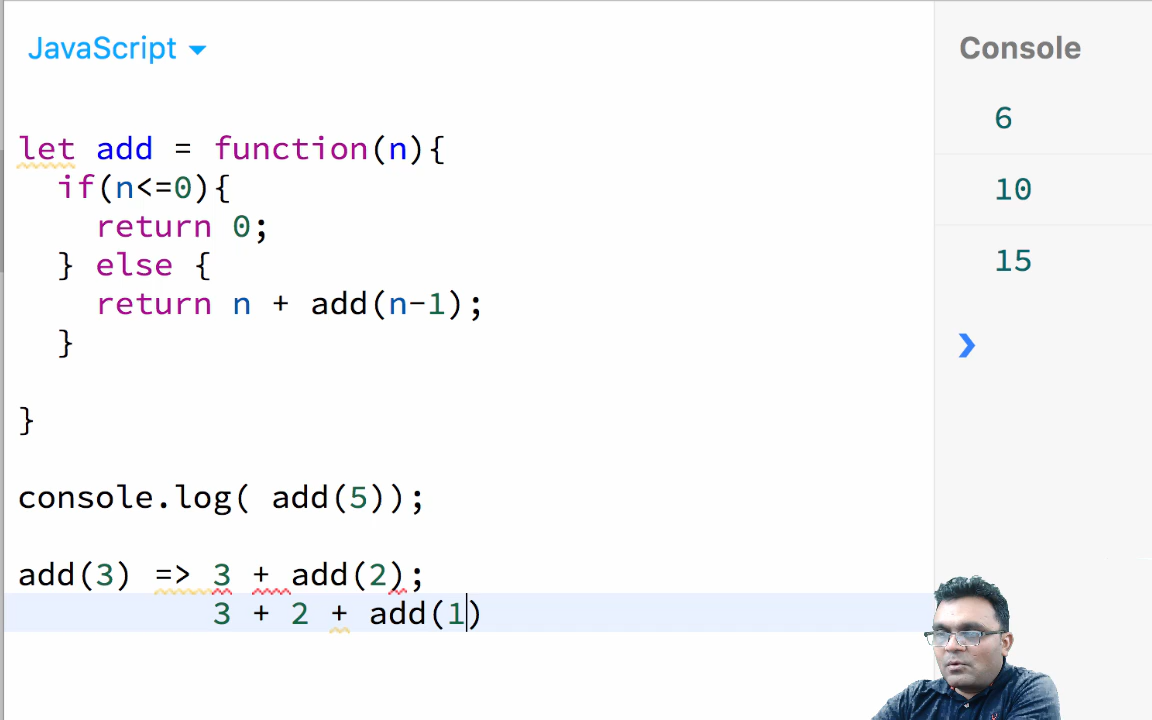 JavaScript
let add = function(n){
if(n<=0){
return 0;
} else {
return n + add(n-1);
}
}
console.log( add(5));
add(3) => 3 + add(2);
3 + 2 + add(1)
Console
6
10
15